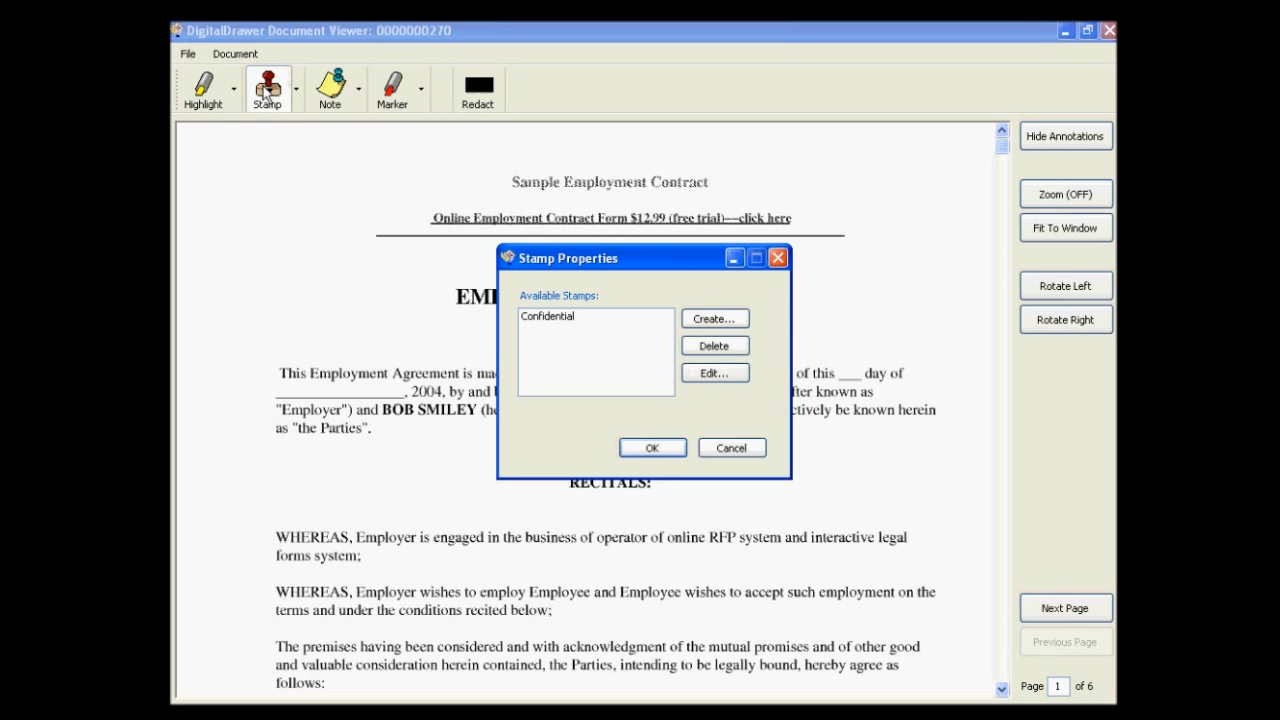 DigitalDrawer Document Viewer: 0000000270
File Document
Highlight Stamp Note Marker Redact
Hide Annotations
Zoom (OFF)
Fit To Window
Rotate Left
Rotate Right
Next Page
Previous Page
Page 1 of 6
Sample Employment Contract
Online Employment Contract Form $12.99 (free trial)---click here
Stamp Properties
Available Stamps:
Confidential
Create...
Delete
Edit...
OK Cancel
This Employment Agreement is of this ___ day of
_________________, 2004, by and known as
"Employer") and BOB SMILEY be known herein
as "the Parties".
RECITALS:
WHEREAS, Employer is engaged in the business of operator of online RFP system and interactive legal
forms system;
WHEREAS, Employer wishes to employ Employee and Employee wishes to accept such employment on the
terms and under the conditions recited below;
The premises having been considered and with acknowledgment of the mutual promises and of other good
and valuable consideration herein contained, the Parties, intending to be legally bound, hereby agree as
follows: